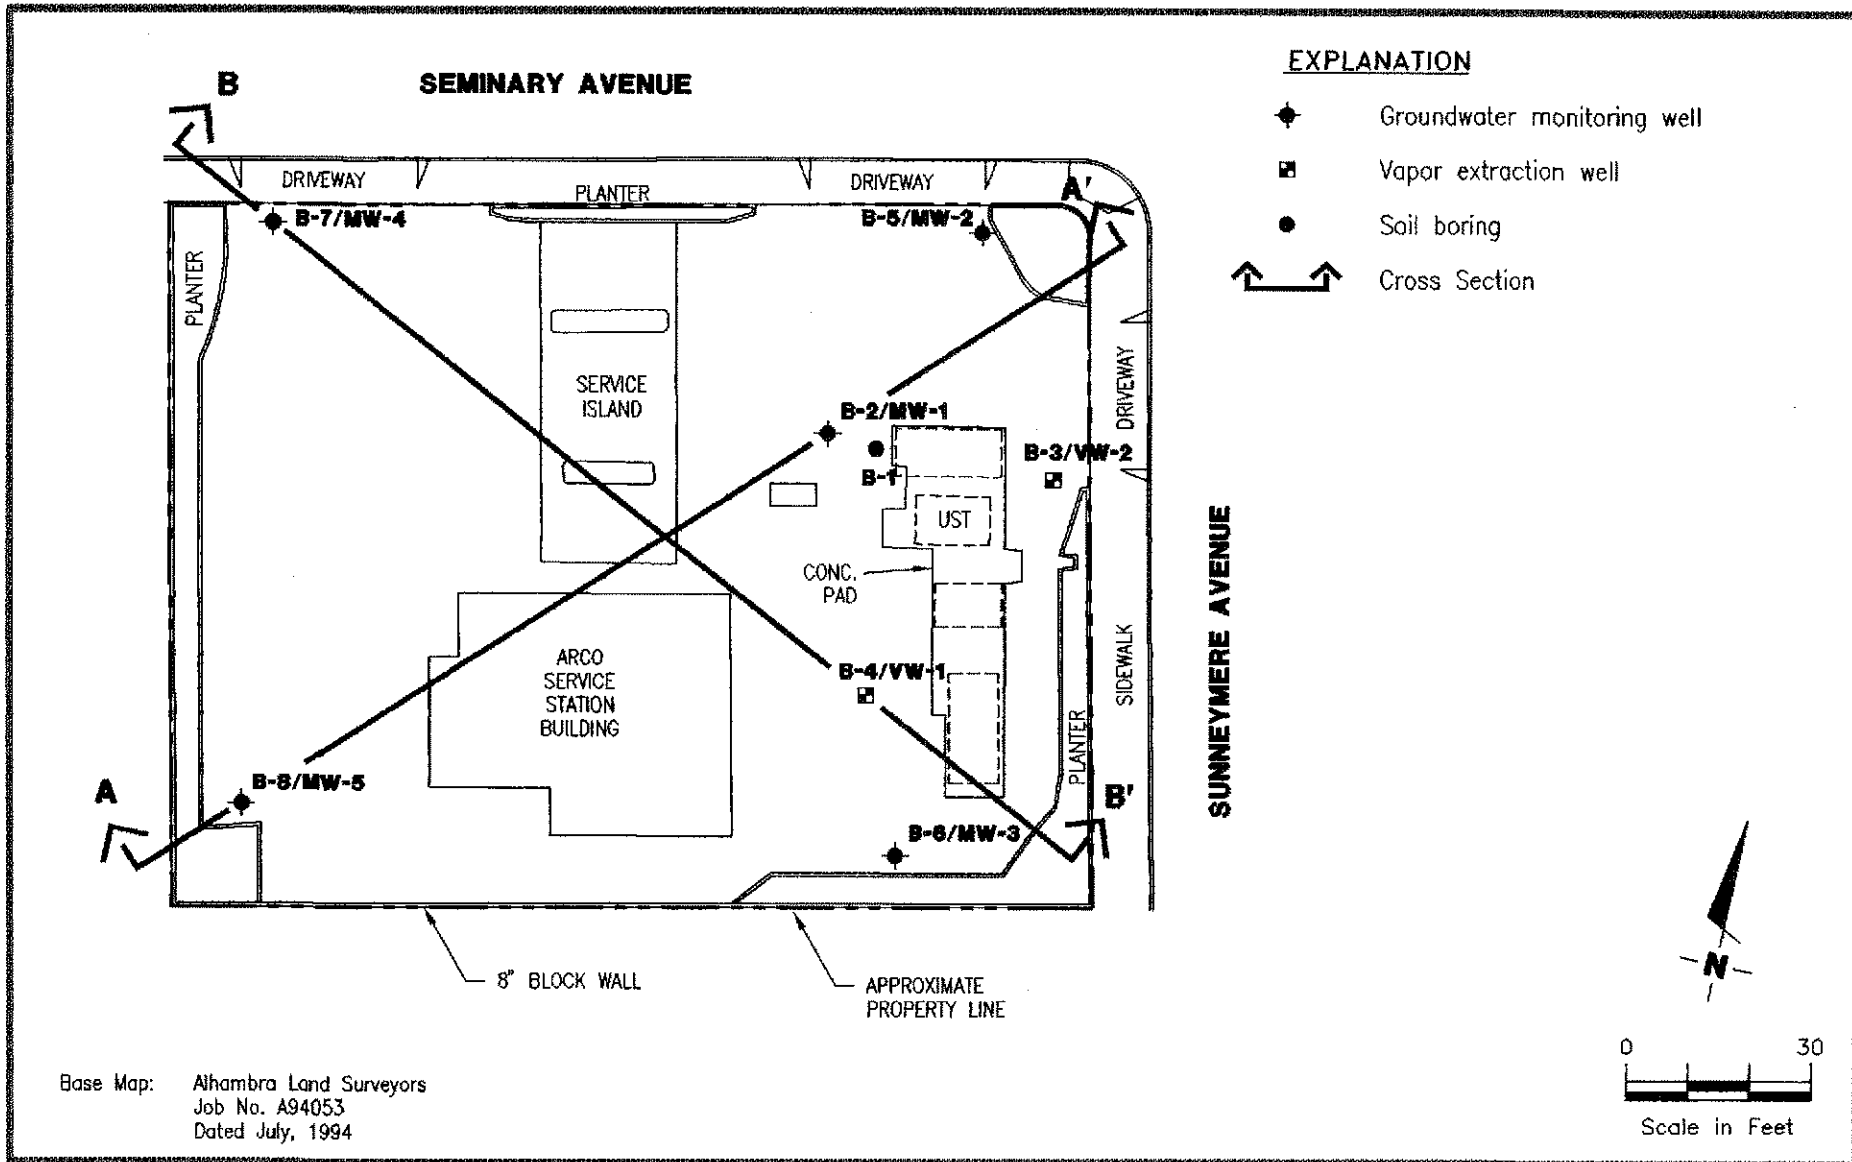 EXPLANATION
Groundwater monitoring well
Vapor extraction well
Soil boring
Cross Section
B
SEMINARY AVENUE
DRIVEWAY
PLANTER
DRIVEWAY
A'
B-7/MW-4
B-5/MW-2
PLANTER
SERVICE
ISLAND
DRIVEWAY
B-2/MW-1
B-1
B-3/VW-2
UST
CONC.
PAD
SUNNEYMERE AVENUE
SIDEWALK
ARCO
SERVICE
STATION
BUILDING
B-4/VW-1
PLANTER
A
B-8/MW-5
B'
B-6/MW-3
8" BLOCK WALL
APPROXIMATE
PROPERTY LINE
N
0 30
Scale in Feet
Base Map: Alhambra Land Surveyors
Job No. A94053
Dated July, 1994